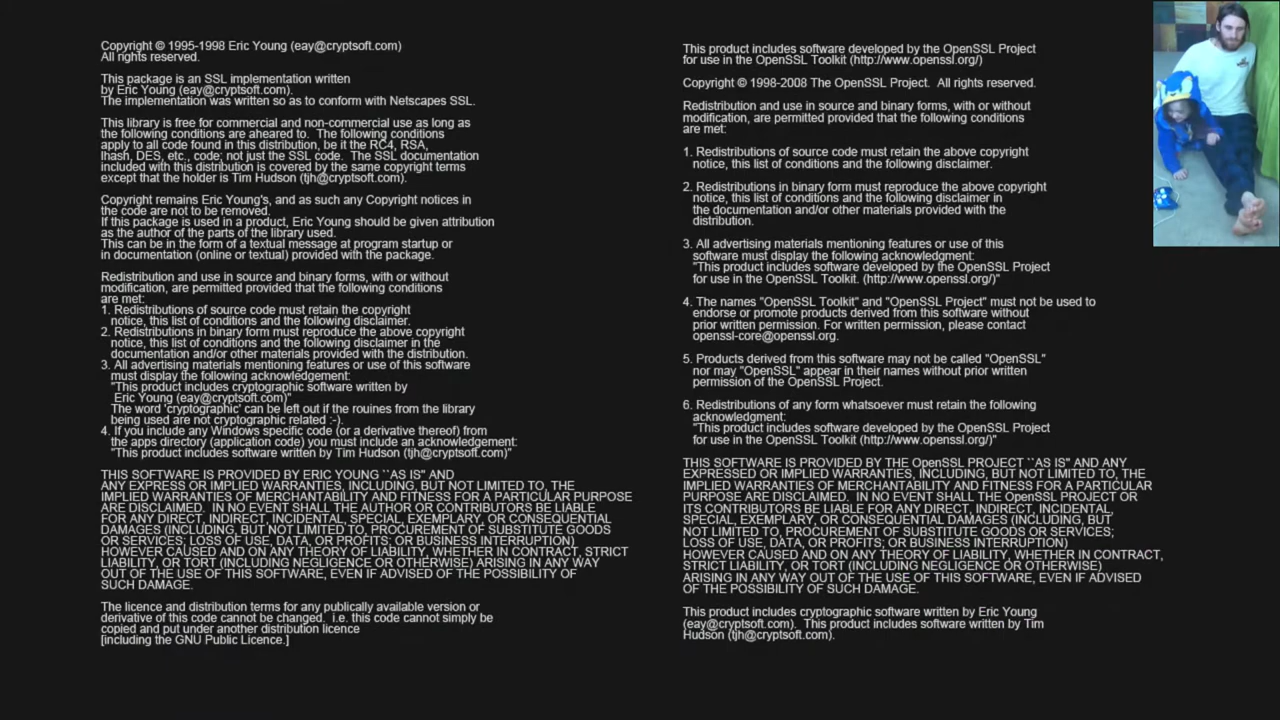 Copyright © 1995-1998 Eric Young (eay@cryptsoft.com)
All rights reserved.
This package is an SSL implementation written
by Eric Young (eay@cryptsoft.com).
The implementation was written so as to conform with Netscapes SSL.
This library is free for commercial and non-commercial use as long as
the following conditions are aheared to.  The following conditions
apply to all code found in this distribution, be it the RC4, RSA,
lhash, DES, etc., code; not just the SSL code.  The SSL documentation
included with this distribution is covered by the same copyright terms
except that the holder is Tim Hudson (tjh@cryptsoft.com).
Copyright remains Eric Young's, and as such any Copyright notices in
the code are not to be removed.
If this package is used in a product, Eric Young should be given attribution
as the author of the parts of the library used.
This can be in the form of a textual message at program startup or
in documentation (online or textual) provided with the package.
Redistribution and use in source and binary forms, with or without
modification, are permitted provided that the following conditions
are met:
1. Redistributions of source code must retain the copyright
notice, this list of conditions and the following disclaimer.
2. Redistributions in binary form must reproduce the above copyright
notice, this list of conditions and the following disclaimer in the
documentation and/or other materials provided with the distribution.
3. All advertising materials mentioning features or use of this software
must display the following acknowledgement:
"This product includes cryptographic software written by
Eric Young (eay@cryptsoft.com)"
The word 'cryptographic' can be left out if the rouines from the library
being used are not cryptographic related :-).
4. If you include any Windows specific code (or a derivative thereof) from
the apps directory (application code) you must include an acknowledgement:
"This product includes software written by Tim Hudson (tjh@cryptsoft.com)"
THIS SOFTWARE IS PROVIDED BY ERIC YOUNG ``AS IS'' AND
ANY EXPRESS OR IMPLIED WARRANTIES, INCLUDING, BUT NOT LIMITED TO, THE
IMPLIED WARRANTIES OF MERCHANTABILITY AND FITNESS FOR A PARTICULAR PURPOSE
ARE DISCLAIMED.  IN NO EVENT SHALL THE AUTHOR OR CONTRIBUTORS BE LIABLE
FOR ANY DIRECT, INDIRECT, INCIDENTAL, SPECIAL, EXEMPLARY, OR CONSEQUENTIAL
DAMAGES (INCLUDING, BUT NOT LIMITED TO, PROCUREMENT OF SUBSTITUTE GOODS
OR SERVICES; LOSS OF USE, DATA, OR PROFITS; OR BUSINESS INTERRUPTION)
HOWEVER CAUSED AND ON ANY THEORY OF LIABILITY, WHETHER IN CONTRACT, STRICT
LIABILITY, OR TORT (INCLUDING NEGLIGENCE OR OTHERWISE) ARISING IN ANY WAY
OUT OF THE USE OF THIS SOFTWARE, EVEN IF ADVISED OF THE POSSIBILITY OF
SUCH DAMAGE.
The licence and distribution terms for any publically available version or
derivative of this code cannot be changed.  i.e. this code cannot simply be
copied and put under another distribution licence
[including the GNU Public Licence.]
This product includes software developed by the OpenSSL Project
for use in the OpenSSL Toolkit (http://www.openssl.org/)
Copyright © 1998-2008 The OpenSSL Project.  All rights reserved.
Redistribution and use in source and binary forms, with or without
modification, are permitted provided that the following conditions
are met:
1. Redistributions of source code must retain the above copyright
notice, this list of conditions and the following disclaimer.
2. Redistributions in binary form must reproduce the above copyright
notice, this list of conditions and the following disclaimer in
the documentation and/or other materials provided with the
distribution.
3. All advertising materials mentioning features or use of this
software must display the following acknowledgment:
"This product includes software developed by the OpenSSL Project
for use in the OpenSSL Toolkit. (http://www.openssl.org/)"
4. The names "OpenSSL Toolkit" and "OpenSSL Project" must not be used to
endorse or promote products derived from this software without
prior written permission. For written permission, please contact
openssl-core@openssl.org.
5. Products derived from this software may not be called "OpenSSL"
nor may "OpenSSL" appear in their names without prior written
permission of the OpenSSL Project.
6. Redistributions of any form whatsoever must retain the following
acknowledgment:
"This product includes software developed by the OpenSSL Project
for use in the OpenSSL Toolkit (http://www.openssl.org/)"
THIS SOFTWARE IS PROVIDED BY THE OpenSSL PROJECT ``AS IS'' AND ANY
EXPRESSED OR IMPLIED WARRANTIES, INCLUDING, BUT NOT LIMITED TO, THE
IMPLIED WARRANTIES OF MERCHANTABILITY AND FITNESS FOR A PARTICULAR
PURPOSE ARE DISCLAIMED.  IN NO EVENT SHALL THE OpenSSL PROJECT OR
ITS CONTRIBUTORS BE LIABLE FOR ANY DIRECT, INDIRECT, INCIDENTAL,
SPECIAL, EXEMPLARY, OR CONSEQUENTIAL DAMAGES (INCLUDING, BUT
NOT LIMITED TO, PROCUREMENT OF SUBSTITUTE GOODS OR SERVICES;
LOSS OF USE, DATA, OR PROFITS; OR BUSINESS INTERRUPTION)
HOWEVER CAUSED AND ON ANY THEORY OF LIABILITY, WHETHER IN CONTRACT,
STRICT LIABILITY, OR TORT (INCLUDING NEGLIGENCE OR OTHERWISE)
ARISING IN ANY WAY OUT OF THE USE OF THIS SOFTWARE, EVEN IF ADVISED
OF THE POSSIBILITY OF SUCH DAMAGE.
This product includes cryptographic software written by Eric Young
(eay@cryptsoft.com).  This product includes software written by Tim
Hudson (tjh@cryptsoft.com).